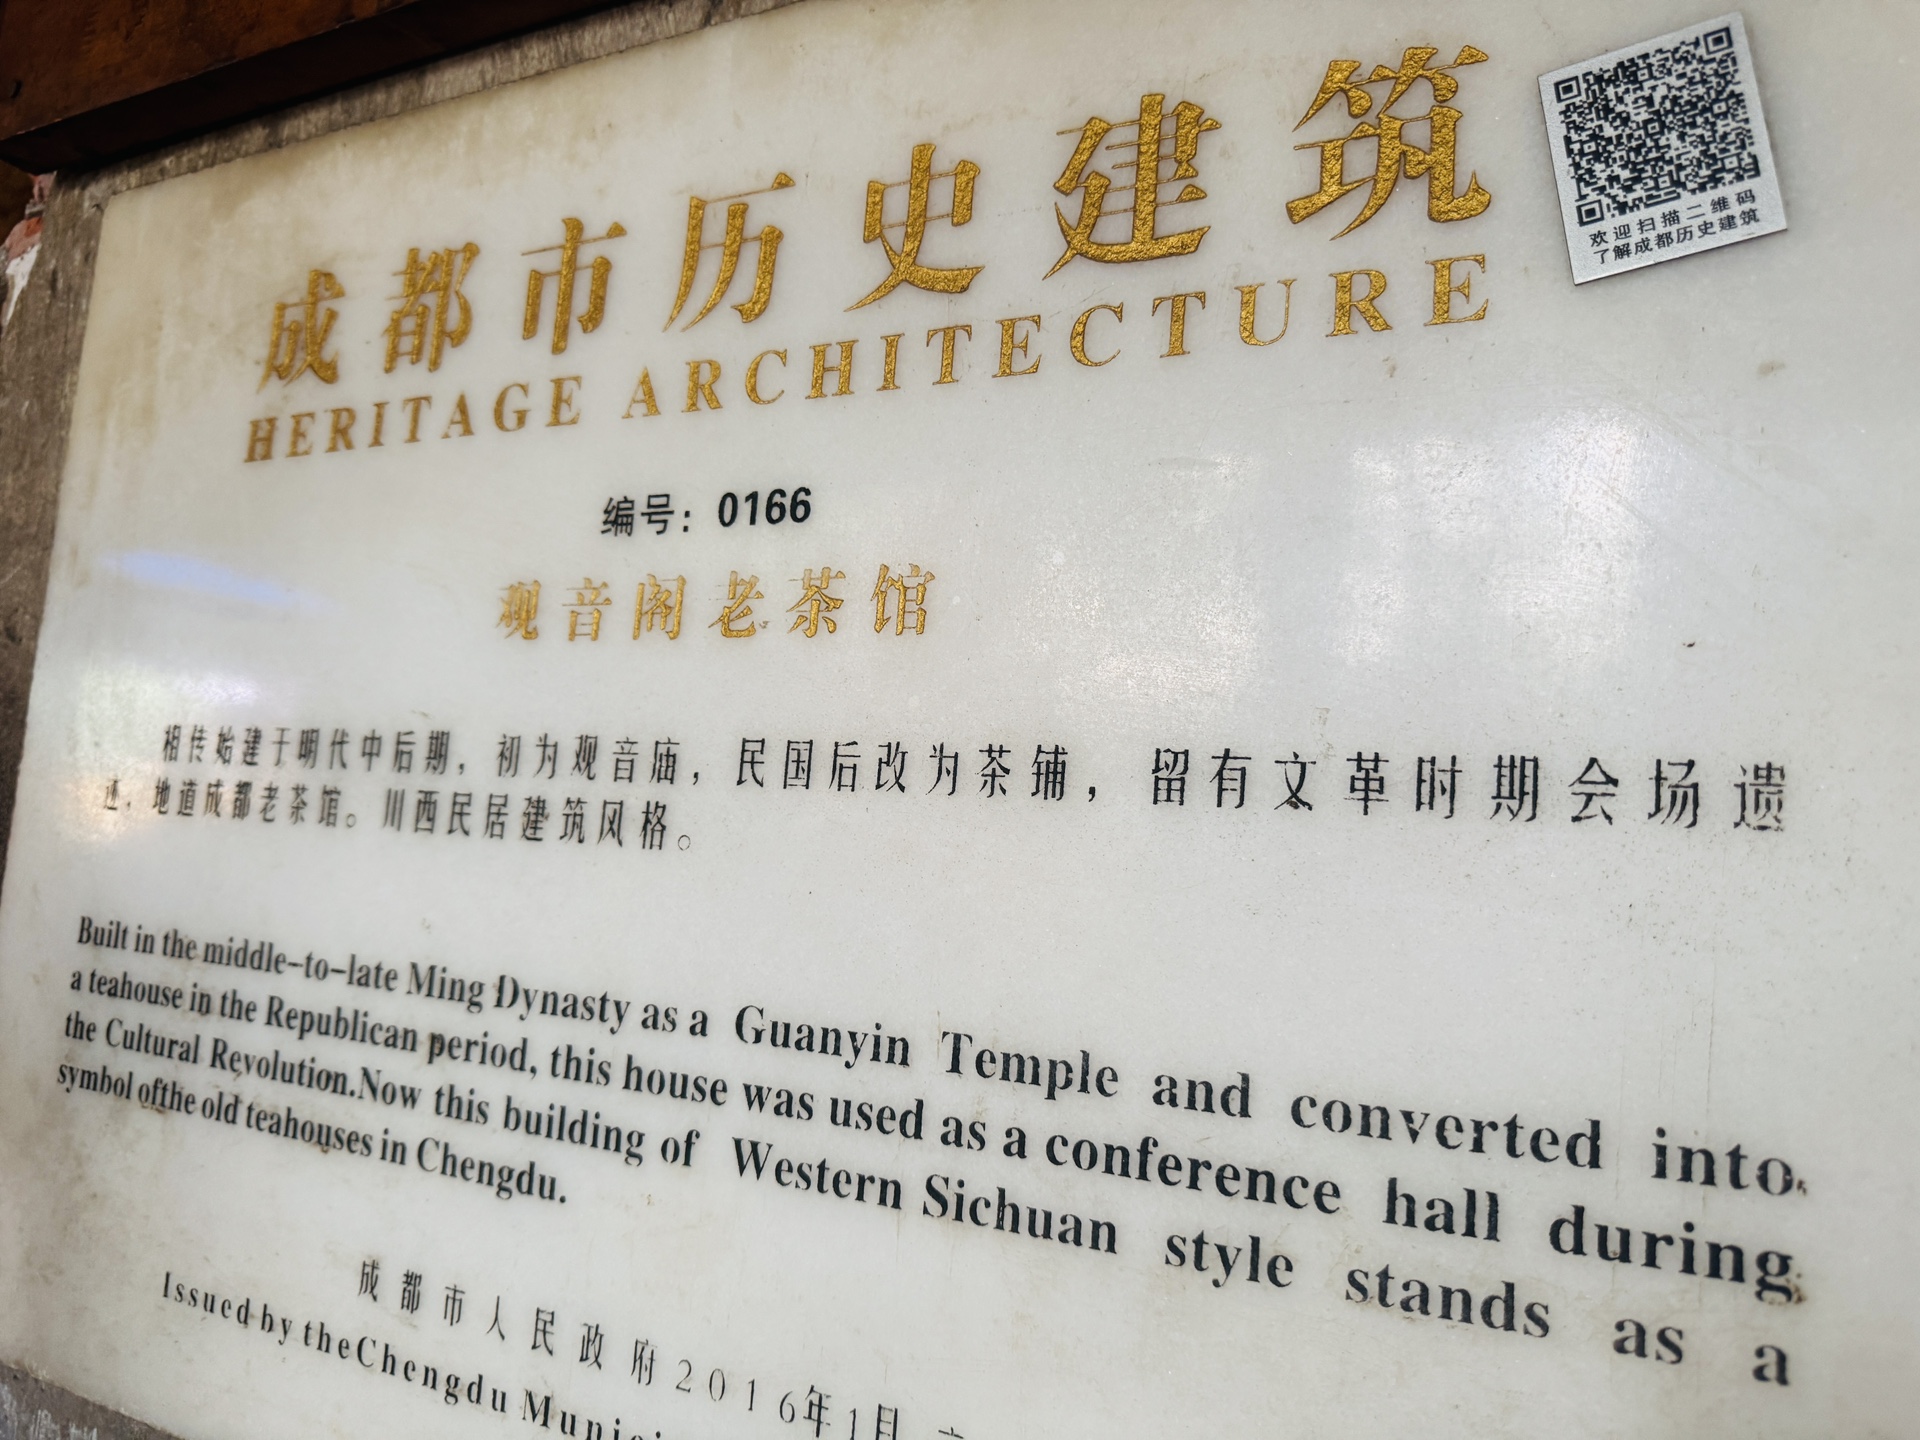 成都市历史建筑
HERITAGE ARCHITECTURE
欢迎扫描二维码
了解成都历史建筑
编号：0166
观音阁老茶馆
相传始建于明代中后期，初为观音庙，民国后改为茶铺，留有文革时期会场遗
迹，地道成都老茶馆。川西民居建筑风格。
Built in the middle-to-late Ming Dynasty as a Guanyin Temple and converted into
a teahouse in the Republican period, this house was used as a conference hall during
the Cultural Revolution.Now this building of Western Sichuan style stands as a
symbol ofthe old teahouses in Chengdu.
成都市人民政府2016年1月
Issued by theChengdu